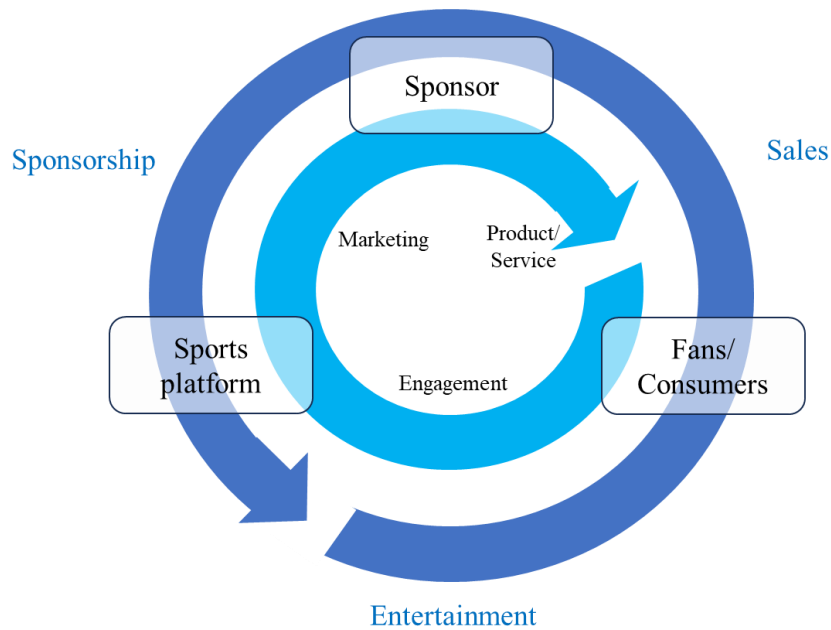 Sponsor
Sponsorship
Sales
Marketing
Product/
Service
Sports
platform
Fans/
Consumers
Engagement
Entertainment